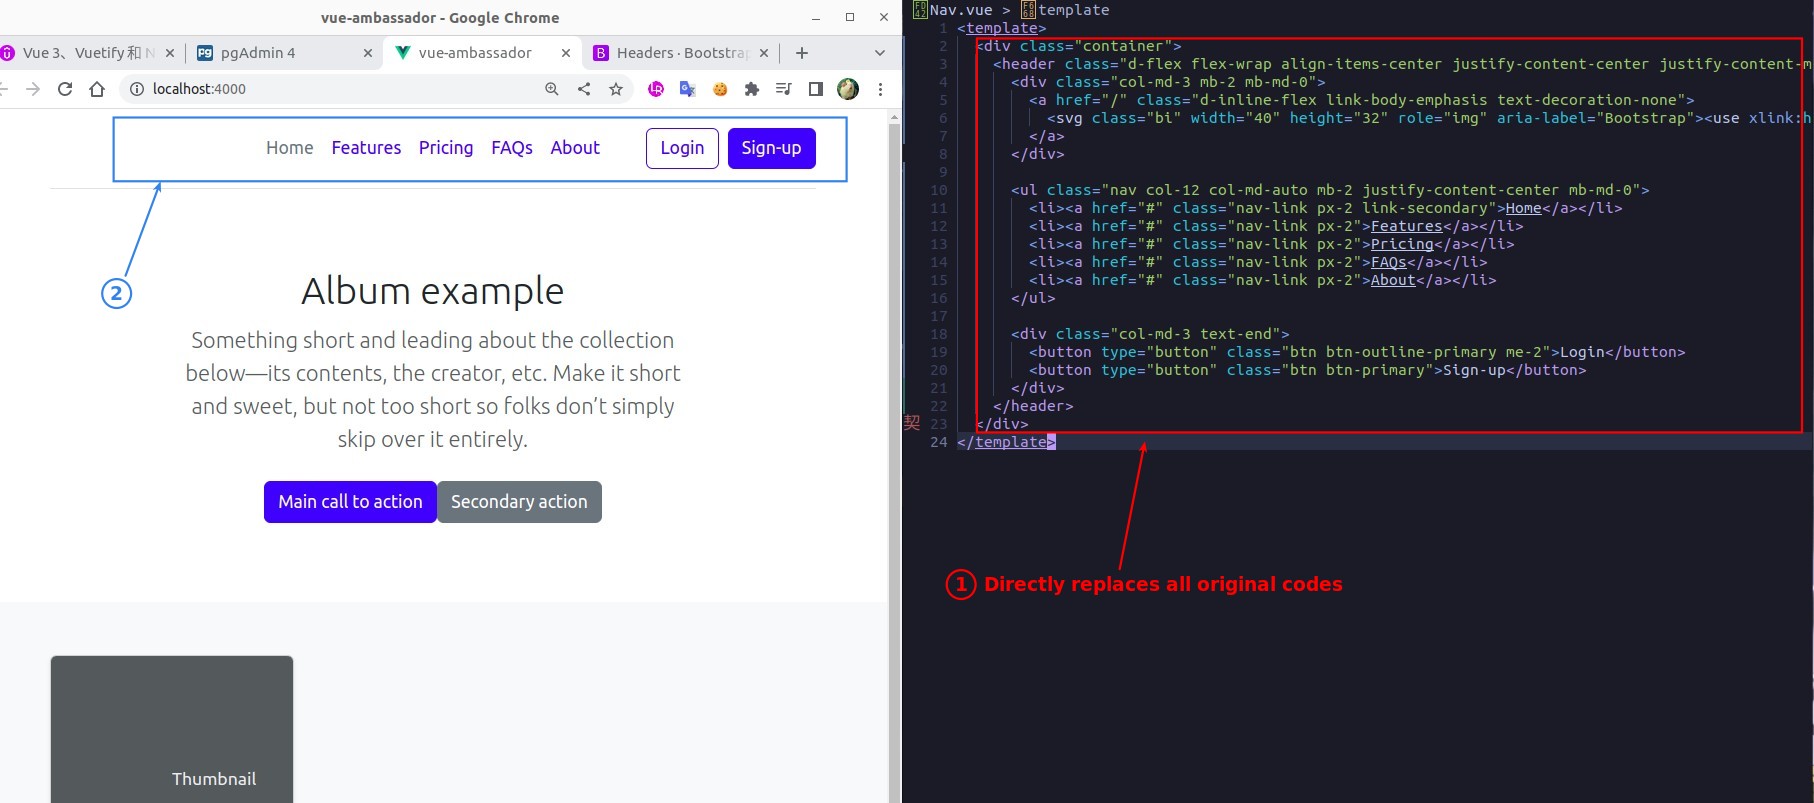 vue-ambassador - Google Chrome
Vue 3、Vuetify 和 N
pgAdmin 4
vue-ambassador
B Headers · Bootstrap
localhost:4000
Home Features Pricing FAQs About Login Sign-up
2
Album example
Something short and leading about the collection
below—its contents, the creator, etc. Make it short
and sweet, but not too short so folks don’t simply
skip over it entirely.
Main call to action Secondary action
Thumbnail
Nav.vue > template
1 <template>
2 <div class="container">
3 <header class="d-flex flex-wrap align-items-center justify-content-center justify-content-m
4 <div class="col-md-3 mb-2 mb-md-0">
5 <a href="/" class="d-inline-flex link-body-emphasis text-decoration-none">
6 <svg class="bi" width="40" height="32" role="img" aria-label="Bootstrap"><use xlink:h
7 </a>
8 </div>
9
10 <ul class="nav col-12 col-md-auto mb-2 justify-content-center mb-md-0">
11 <li><a href="#" class="nav-link px-2 link-secondary">Home</a></li>
12 <li><a href="#" class="nav-link px-2">Features</a></li>
13 <li><a href="#" class="nav-link px-2">Pricing</a></li>
14 <li><a href="#" class="nav-link px-2">FAQs</a></li>
15 <li><a href="#" class="nav-link px-2">About</a></li>
16 </ul>
17
18 <div class="col-md-3 text-end">
19 <button type="button" class="btn btn-outline-primary me-2">Login</button>
20 <button type="button" class="btn btn-primary">Sign-up</button>
21 </div>
22 </header>
契 23 </div>
24 </template>
1 Directly replaces all original codes